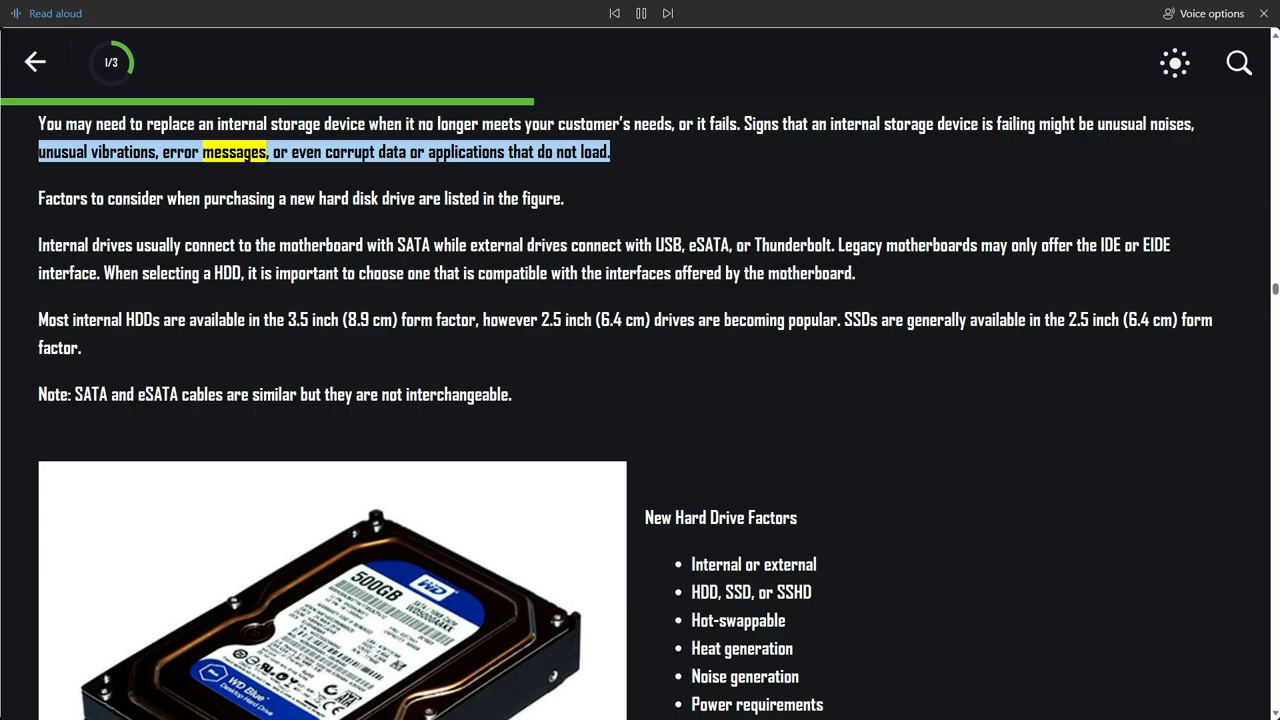 Read aloud
Voice options
1/3
You may need to replace an internal storage device when it no longer meets your customer's needs, or it fails. Signs that an internal storage device is failing might be unusual noises,
unusual vibrations, error messages, or even corrupt data or applications that do not load.
Factors to consider when purchasing a new hard disk drive are listed in the figure.
Internal drives usually connect to the motherboard with SATA while external drives connect with USB, eSATA, or Thunderbolt. Legacy motherboards may only offer the IDE or EIDE
interface. When selecting a HDD, it is important to choose one that is compatible with the interfaces offered by the motherboard.
Most internal HDDs are available in the 3.5 inch (8.9 cm) form factor, however 2.5 inch (6.4 cm) drives are becoming popular. SSDs are generally available in the 2.5 inch (6.4 cm) form
factor.
Note: SATA and eSATA cables are similar but they are not interchangeable.
500GB
WD
WD Blue
Desktop Hard Drive
SATA
New Hard Drive Factors
• Internal or external
• HDD, SSD, or SSHD
• Hot-swappable
• Heat generation
• Noise generation
• Power requirements